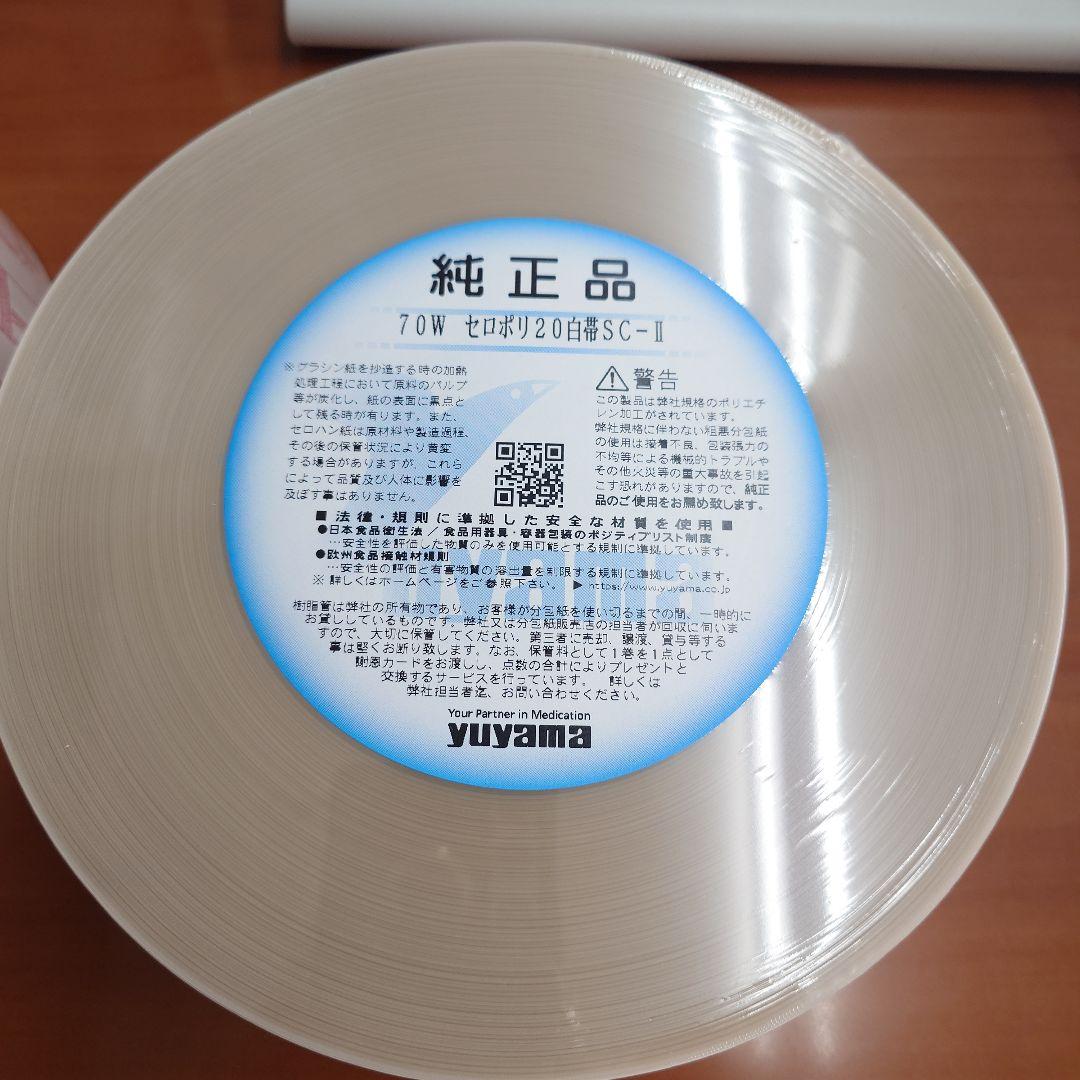 純正品
70W セロポリ20白帯SC-Ⅱ
※グラシン紙を抄造する時の加熱
処理工程において原料のパルプ
等が炭化し、紙の表面に黒点と
して残る時が有ります。また、
セロハン紙は原材料や製造過程、
その後の保管状況により黄変
する場合がありますが、これら
によって品質及び人体に影響を
及ぼす事はありません。
警告
この製品は弊社規格のポリエチ
レン加工がされています。
弊社規格に伴わない粗悪分包紙
の使用は接着不良、包装張力の
不均等による機械的トラブルや
その他火災等の重大事故を引起
こす恐れがありますので、純正
品のご使用をお薦め致します。
■法律・規則に準拠した安全な材質を使用■
●日本食品衛生法／食品用器具・容器包装のポジティブリスト制度
…安全性を評価した物質のみを使用可能とする規制に準拠しています。
●欧州食品接触材規則
…安全性の評価と有害物質の溶出量を制限する規制に準拠しています。
※ 詳しくはホームページをご参照下さい。 ▶ https://www.yuyama.co.jp
樹脂管は弊社の所有物であり、お客様が分包紙を使い切るまでの間、一時的に
お貸ししているものです。弊社又は分包紙販売店の担当者が回収に伺いま
すので、大切に保管してください。第三者に売却、譲渡、貸与等する
事は堅くお断り致します。なお、保管料として1巻を1点として
謝恩カードをお渡しし、点数の合計によりプレゼントと
交換するサービスを行っています。 詳しくは
弊社担当者迄、お問い合わせください。
Your Partner in Medication
yuyama